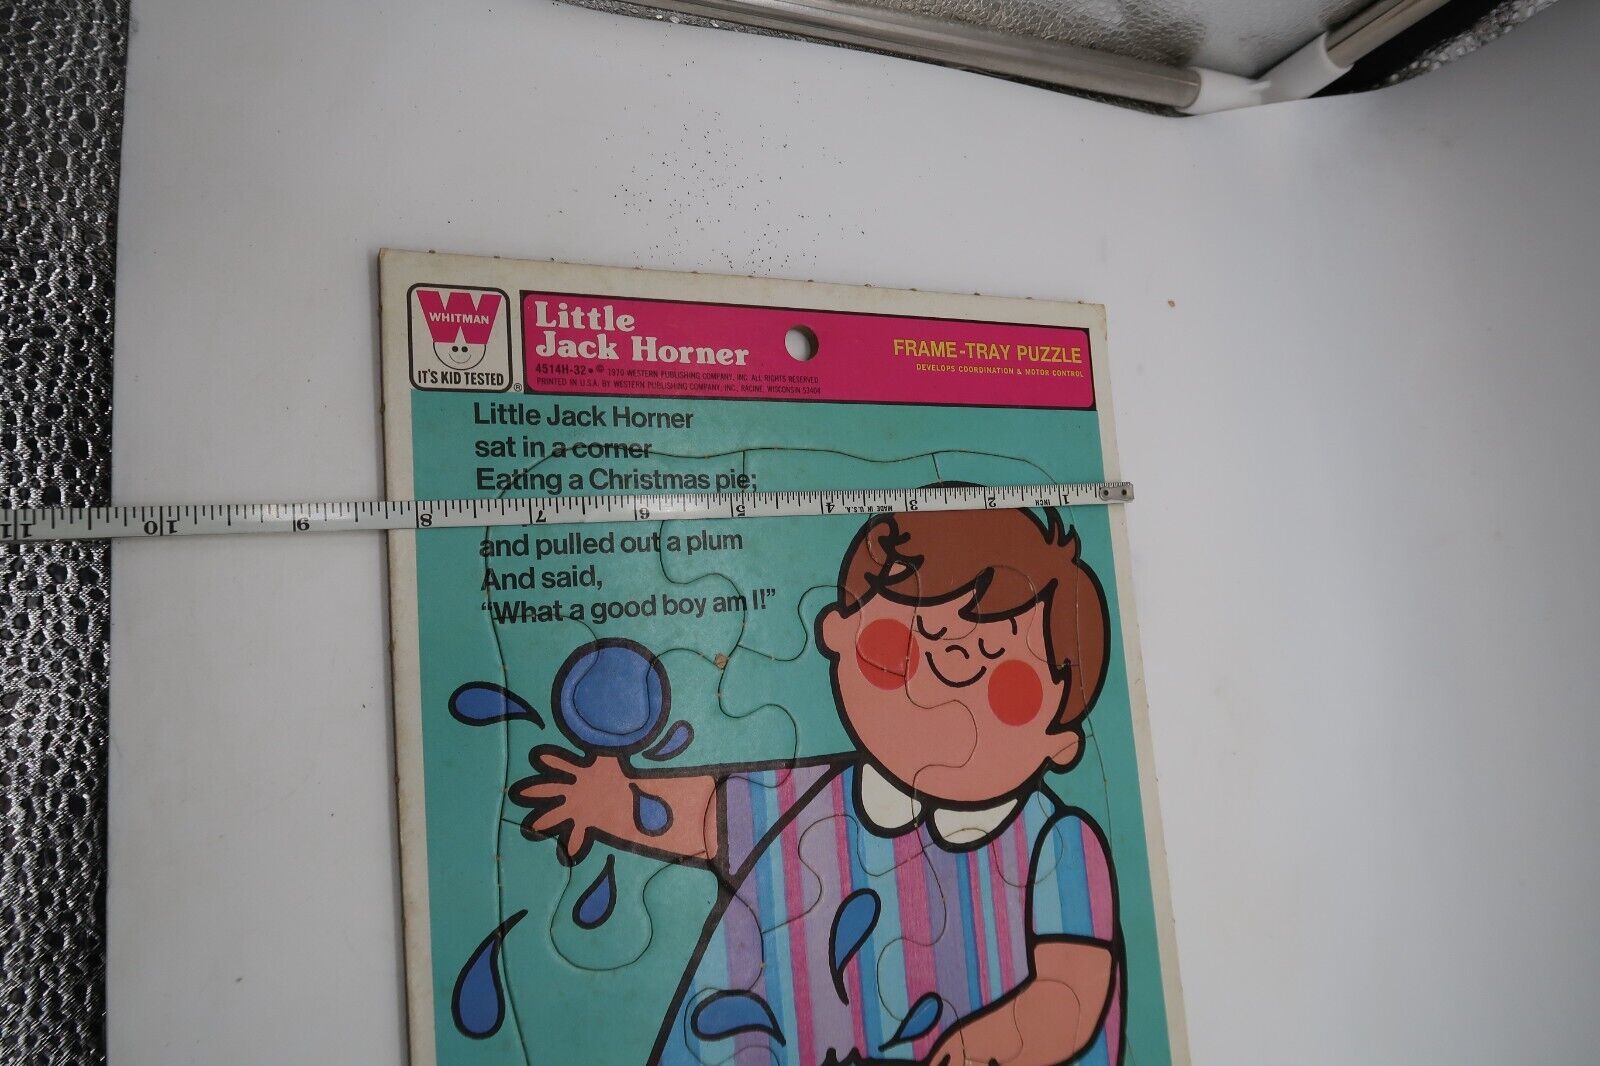 WHITMAN
IT'S KID TESTED
®
Little
Jack Horner
4514H-32 • © 1970 WESTERN PUBLISHING COMPANY, INC. ALL RIGHTS RESERVED
PRINTED IN U.S.A. BY WESTERN PUBLISHING COMPANY, INC., RACINE, WISCONSIN 53404
FRAME-TRAY PUZZLE
DEVELOPS COORDINATION & MOTOR CONTROL
Little Jack Horner
sat in a corner
Eating a Christmas pie;
and pulled out a plum
And said,
"What a good boy am I!"
11 10 9 8 7 6 5 4 MADE IN U.S.A. 3 2 INCH 1